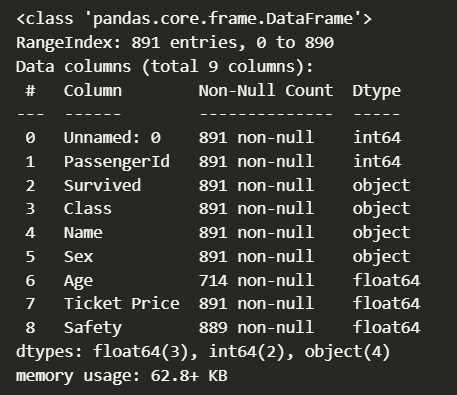 <class 'pandas.core.frame.DataFrame'>
RangeIndex: 891 entries, 0 to 890
Data columns (total 9 columns):
 #   Column        Non-Null Count  Dtype
---  ------        --------------  -----
 0   Unnamed: 0    891 non-null    int64
 1   PassengerId   891 non-null    int64
 2   Survived      891 non-null    object
 3   Class         891 non-null    object
 4   Name          891 non-null    object
 5   Sex           891 non-null    object
 6   Age           714 non-null    float64
 7   Ticket Price  891 non-null    float64
 8   Safety        889 non-null    float64
dtypes: float64(3), int64(2), object(4)
memory usage: 62.8+ KB